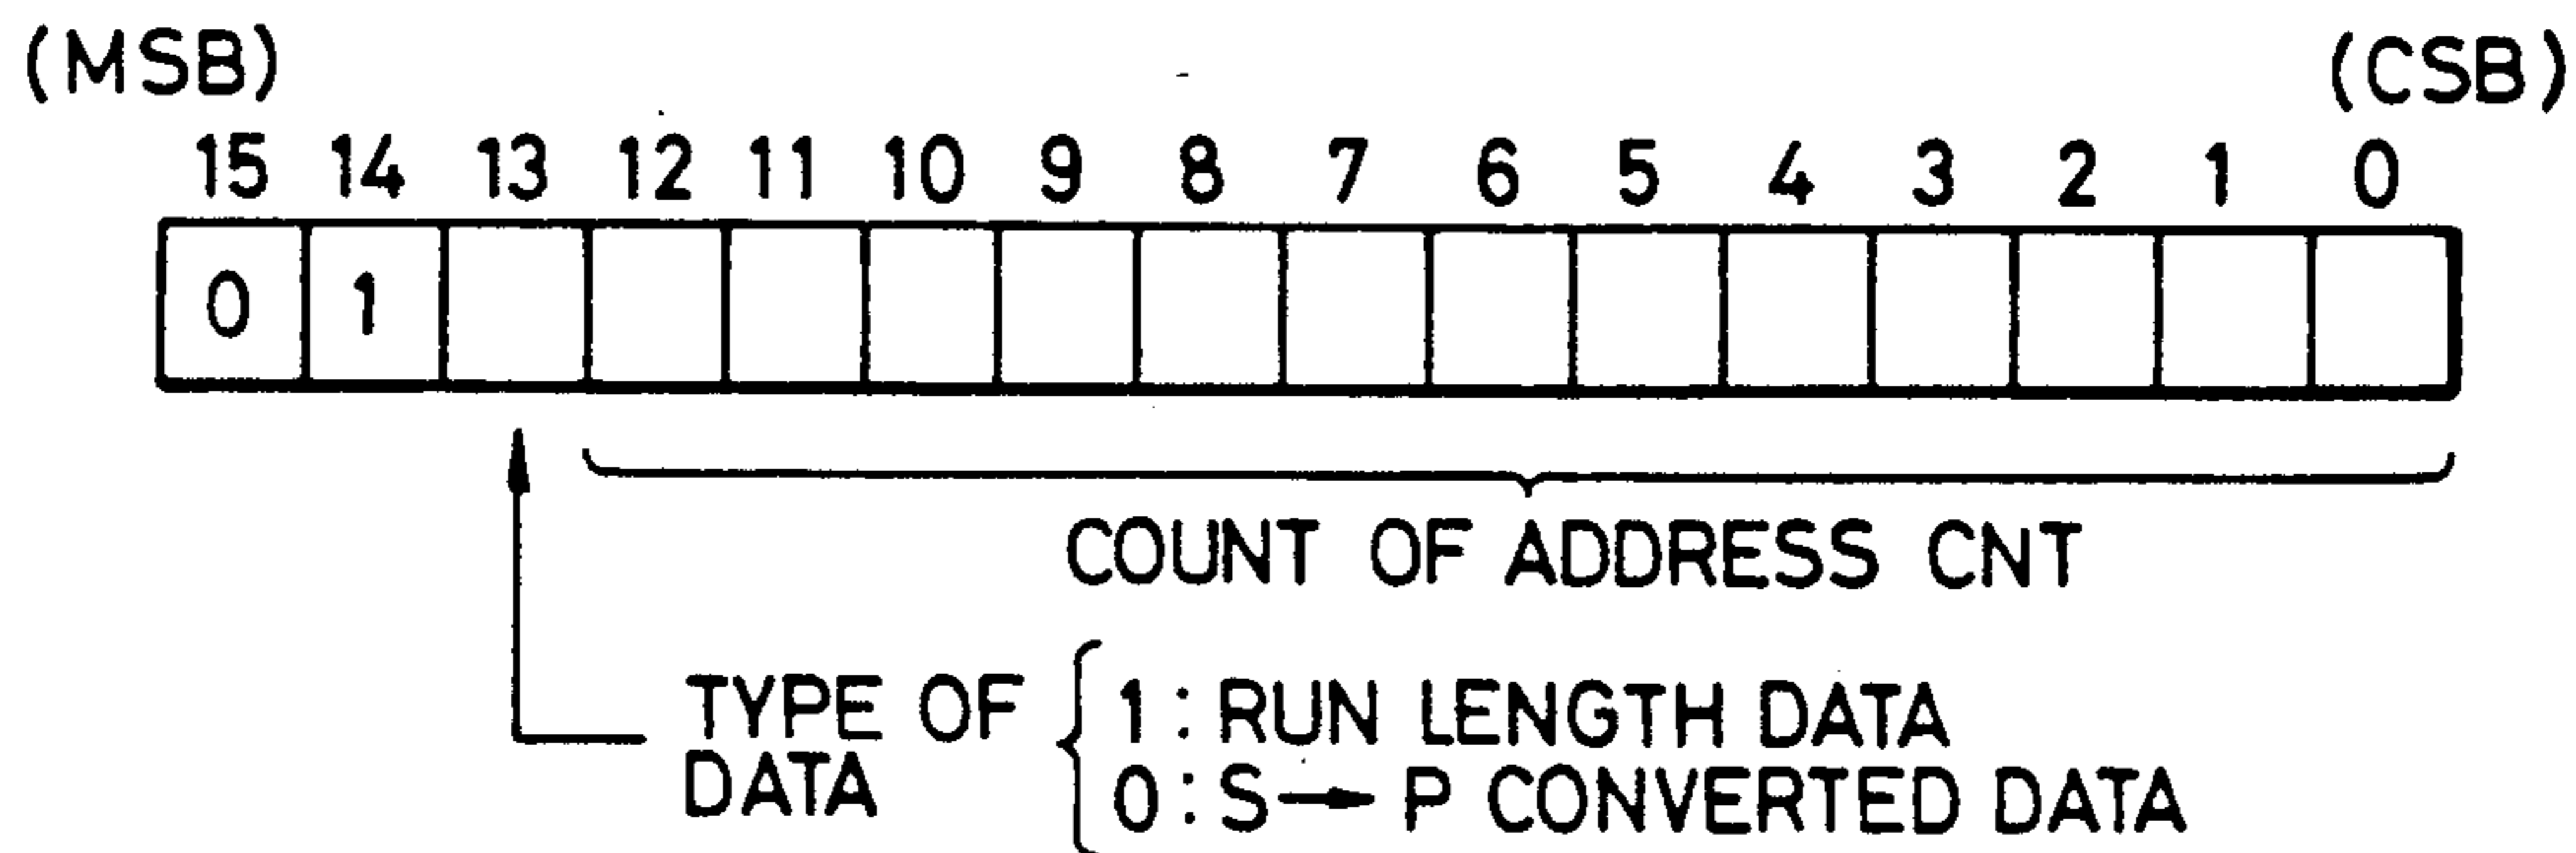 (MSB) (CSB)
15 14 13 12 11 10 9 8 7 6 5 4 3 2 1 0
0 1
COUNT OF ADDRESS CNT
TYPE OF DATA
1 : RUN LENGTH DATA
0 : S → P CONVERTED DATA